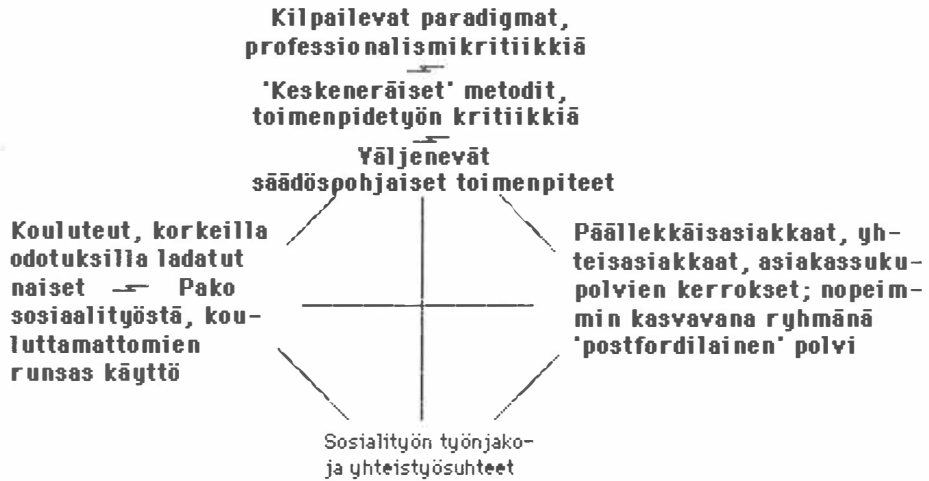 Kilpailevat paradigmat,
professionalismikritiikkiä
'Keskeneräiset' metodit,
toimenpidetyön kritiikkiä
Väljenevät
säädöspohjaiset toimenpiteet
Kouluteut, korkeilla
odotuksilla ladatut
naiset Pako
sosiaalityöstä, kou-
luttamattomien
runsas käyttö
Päällekkäisasiakkaat, yh-
teisasiakkaat, asiakassuku-
polvien kerrokset; nopeim-
min kasvavana ryhmänä
'postfordilainen' polvi
Sosialityön työnjako-
ja yhteistyösuhteet